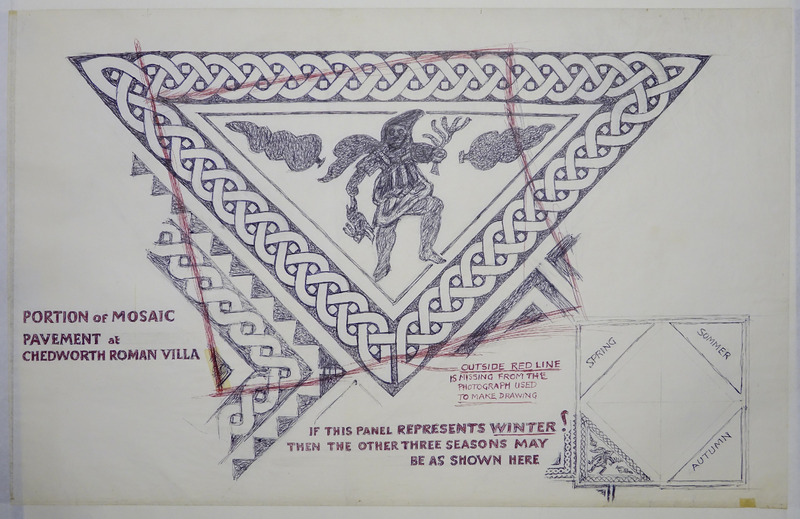 PORTION of MOSAIC
PAVEMENT at
CHEDWORTH ROMAN VILLA
OUTSIDE RED LINE
IS MISSING FROM THE
PHOTOGRAPH USED
TO MAKE DRAWING
IF THIS PANEL REPRESENTS WINTER!
THEN THE OTHER THREE SEASONS MAY
BE AS SHOWN HERE
SPRING
SUMMER
AUTUMN